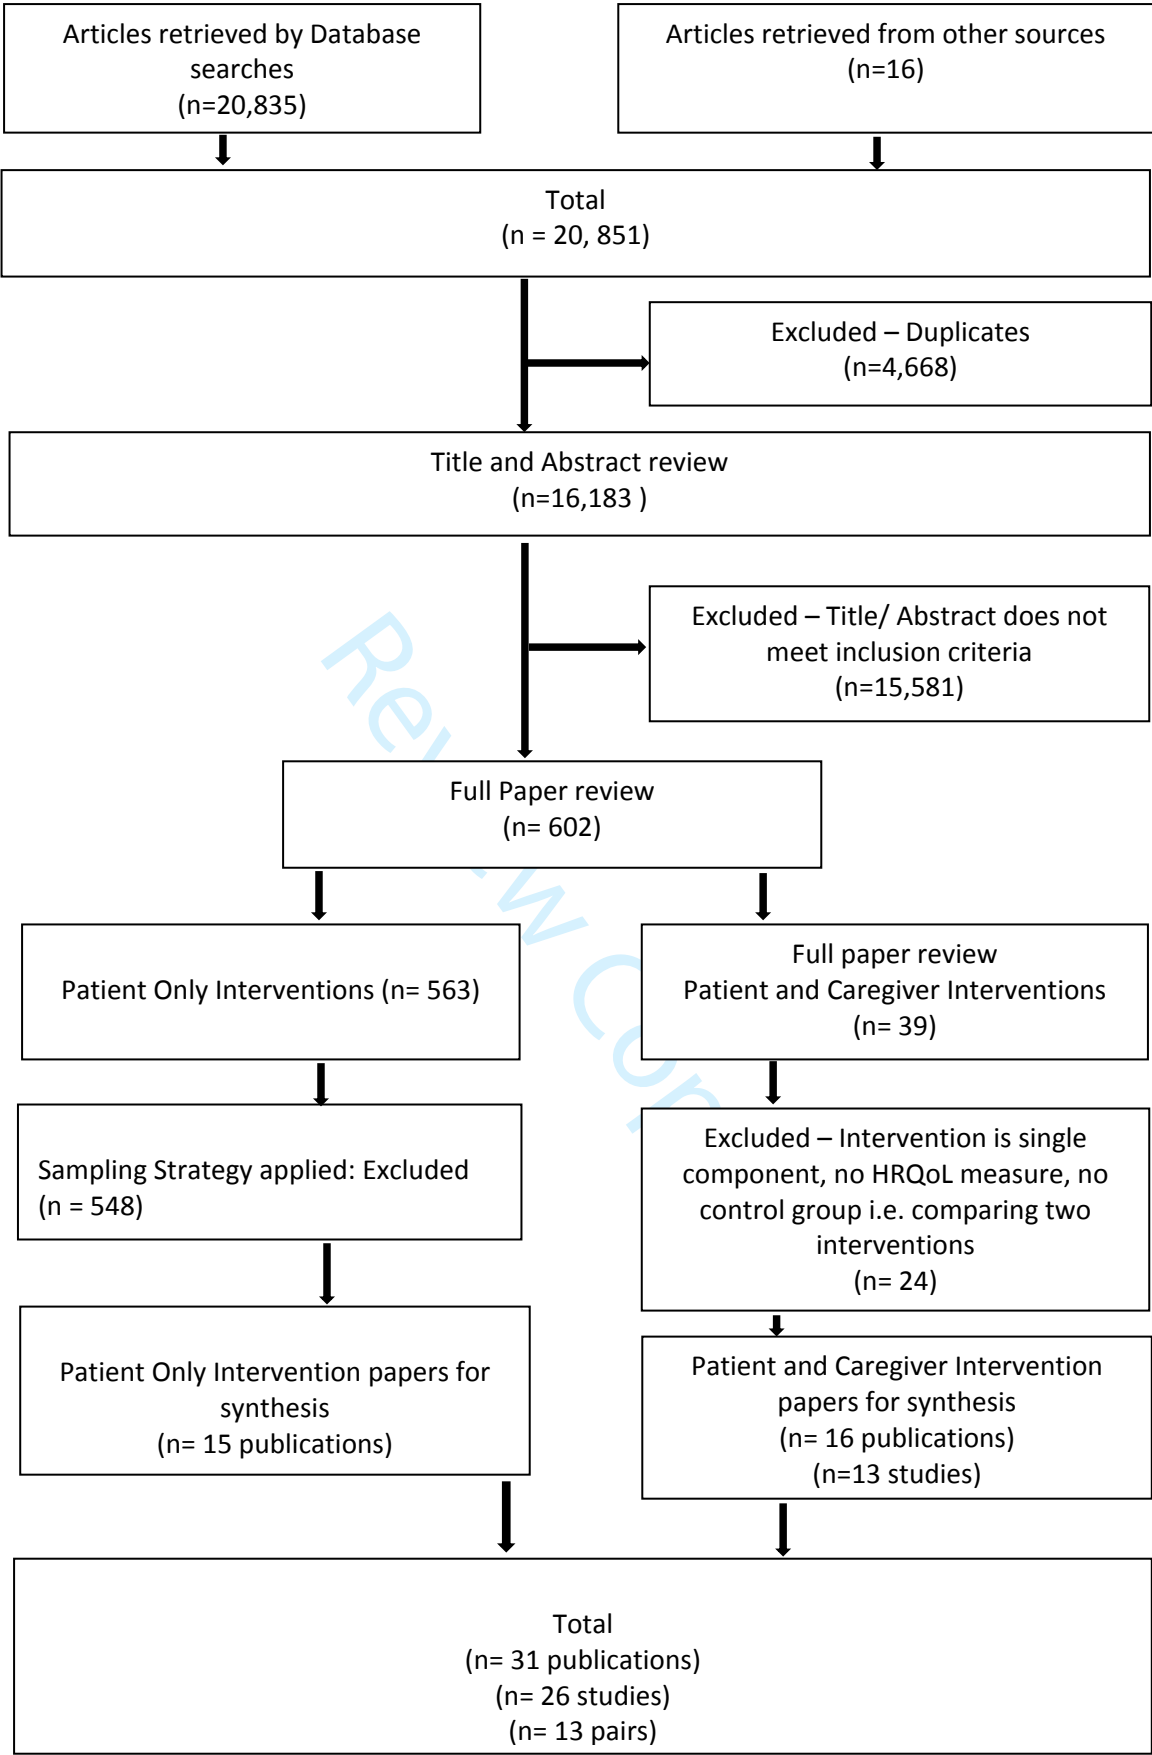 Articles retrieved by Database
searches
(n=20,835)
Articles retrieved from other sources
(n=16)
Total
(n = 20, 851)
Excluded – Duplicates
(n=4,668)
Title and Abstract review
(n=16,183 )
Excluded – Title/ Abstract does not
meet inclusion criteria
(n=15,581)
Full Paper review
(n= 602)
Patient Only Interventions (n= 563)
Full paper review
Patient and Caregiver Interventions
(n= 39)
Sampling Strategy applied: Excluded
(n = 548)
Excluded – Intervention is single
component, no HRQoL measure, no
control group i.e. comparing two
interventions
(n= 24)
Patient Only Intervention papers for
synthesis
(n= 15 publications)
Patient and Caregiver Intervention
papers for synthesis
(n= 16 publications)
(n=13 studies)
Total
(n= 31 publications)
(n= 26 studies)
(n= 13 pairs)